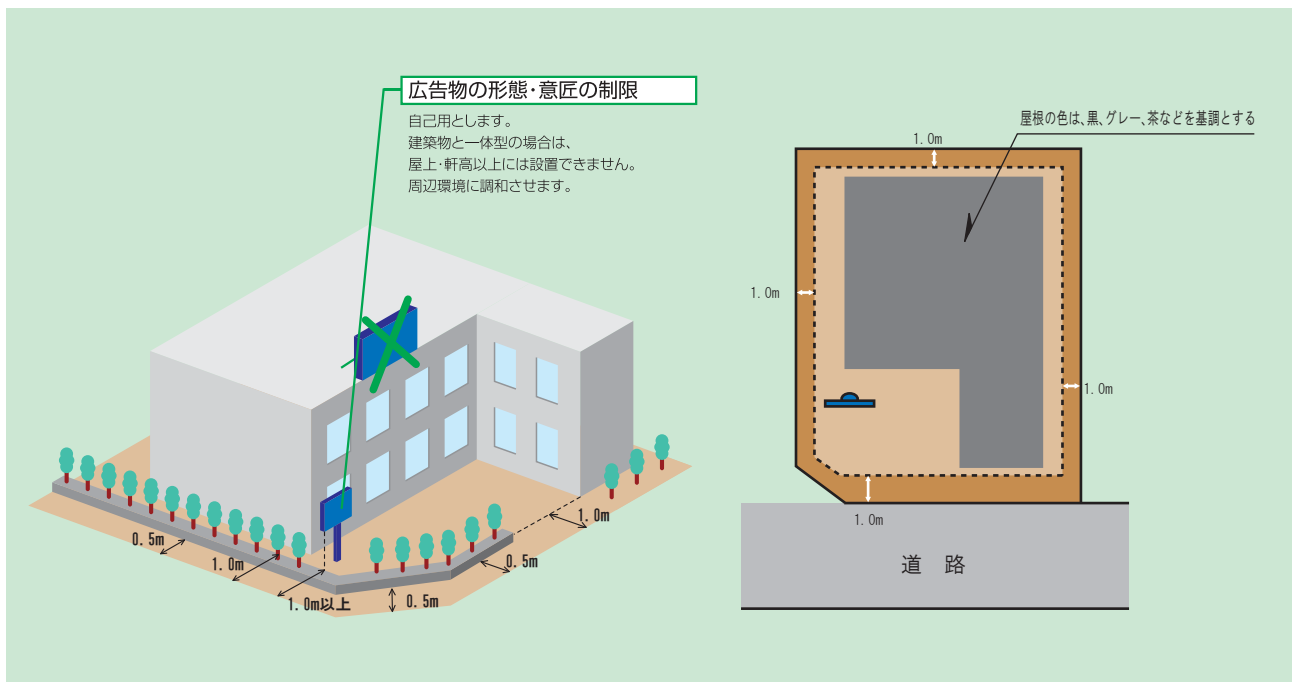 広告物の形態・意匠の制限
自己用とします。
建築物と一体型の場合は、
屋上・軒高以上には設置できません。
周辺環境に調和させます。
0.5m
1.0m
1.0m以上
0.5m
0.5m
1.0m
屋根の色は、黒、グレー、茶などを基調とする
1.0m
1.0m
1.0m
1.0m
道 路